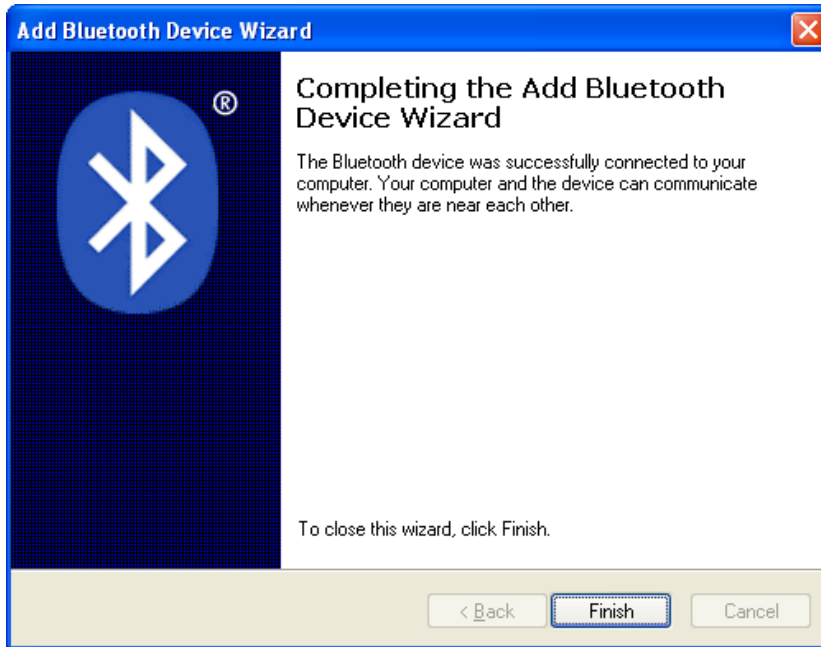 Add Bluetooth Device Wizard
®
Completing the Add Bluetooth
Device Wizard
The Bluetooth device was successfully connected to your
computer. Your computer and the device can communicate
whenever they are near each other.
To close this wizard, click Finish.
< Back Finish Cancel